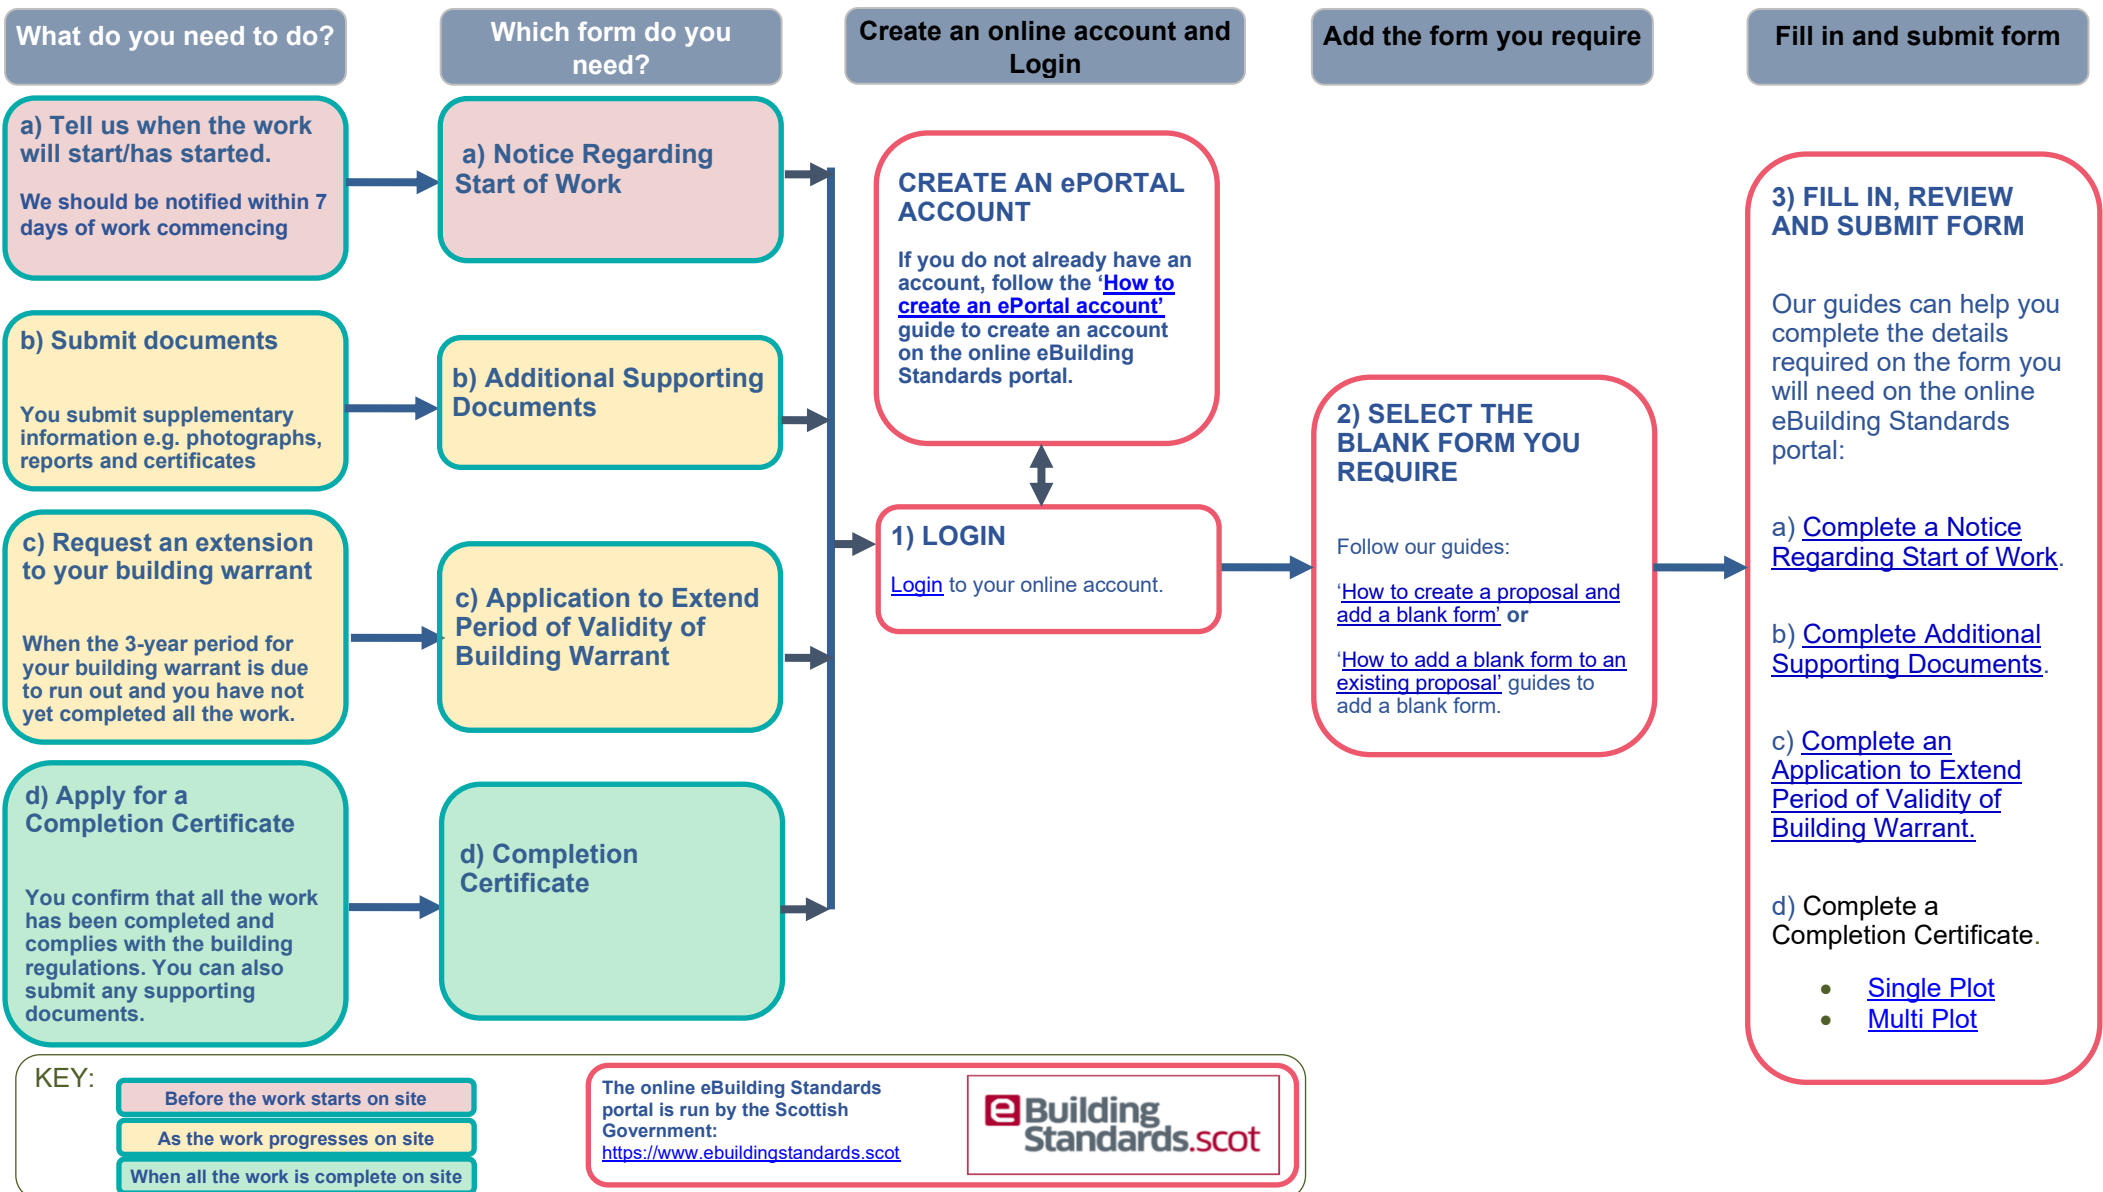 What do you need to do?
Which form do you
need?
Create an online account and
Login
Add the form you require
Fill in and submit form
a) Tell us when the work
will start/has started.
We should be notified within 7
days of work commencing
a) Notice Regarding
Start of Work
b) Submit documents
You submit supplementary
information e.g. photographs,
reports and certificates
b) Additional Supporting
Documents
c) Request an extension
to your building warrant
When the 3-year period for
your building warrant is due
to run out and you have not
yet completed all the work.
c) Application to Extend
Period of Validity of
Building Warrant
d) Apply for a
Completion Certificate
You confirm that all the work
has been completed and
complies with the building
regulations. You can also
submit any supporting
documents.
d) Completion
Certificate
CREATE AN ePORTAL
ACCOUNT
If you do not already have an
account, follow the ‘How to
create an ePortal account’
guide to create an account
on the online eBuilding
Standards portal.
1) LOGIN
Login to your online account.
2) SELECT THE
BLANK FORM YOU
REQUIRE
Follow our guides:
‘How to create a proposal and
add a blank form’ or
‘How to add a blank form to an
existing proposal’ guides to
add a blank form.
3) FILL IN, REVIEW
AND SUBMIT FORM
Our guides can help you
complete the details
required on the form you
will need on the online
eBuilding Standards
portal:
a) Complete a Notice
Regarding Start of Work.
b) Complete Additional
Supporting Documents.
c) Complete an
Application to Extend
Period of Validity of
Building Warrant.
d) Complete a
Completion Certificate.
• Single Plot
• Multi Plot
KEY:
Before the work starts on site
As the work progresses on site
When all the work is complete on site
The online eBuilding Standards
portal is run by the Scottish
Government:
https://www.ebuildingstandards.scot
e Building
Standards.scot